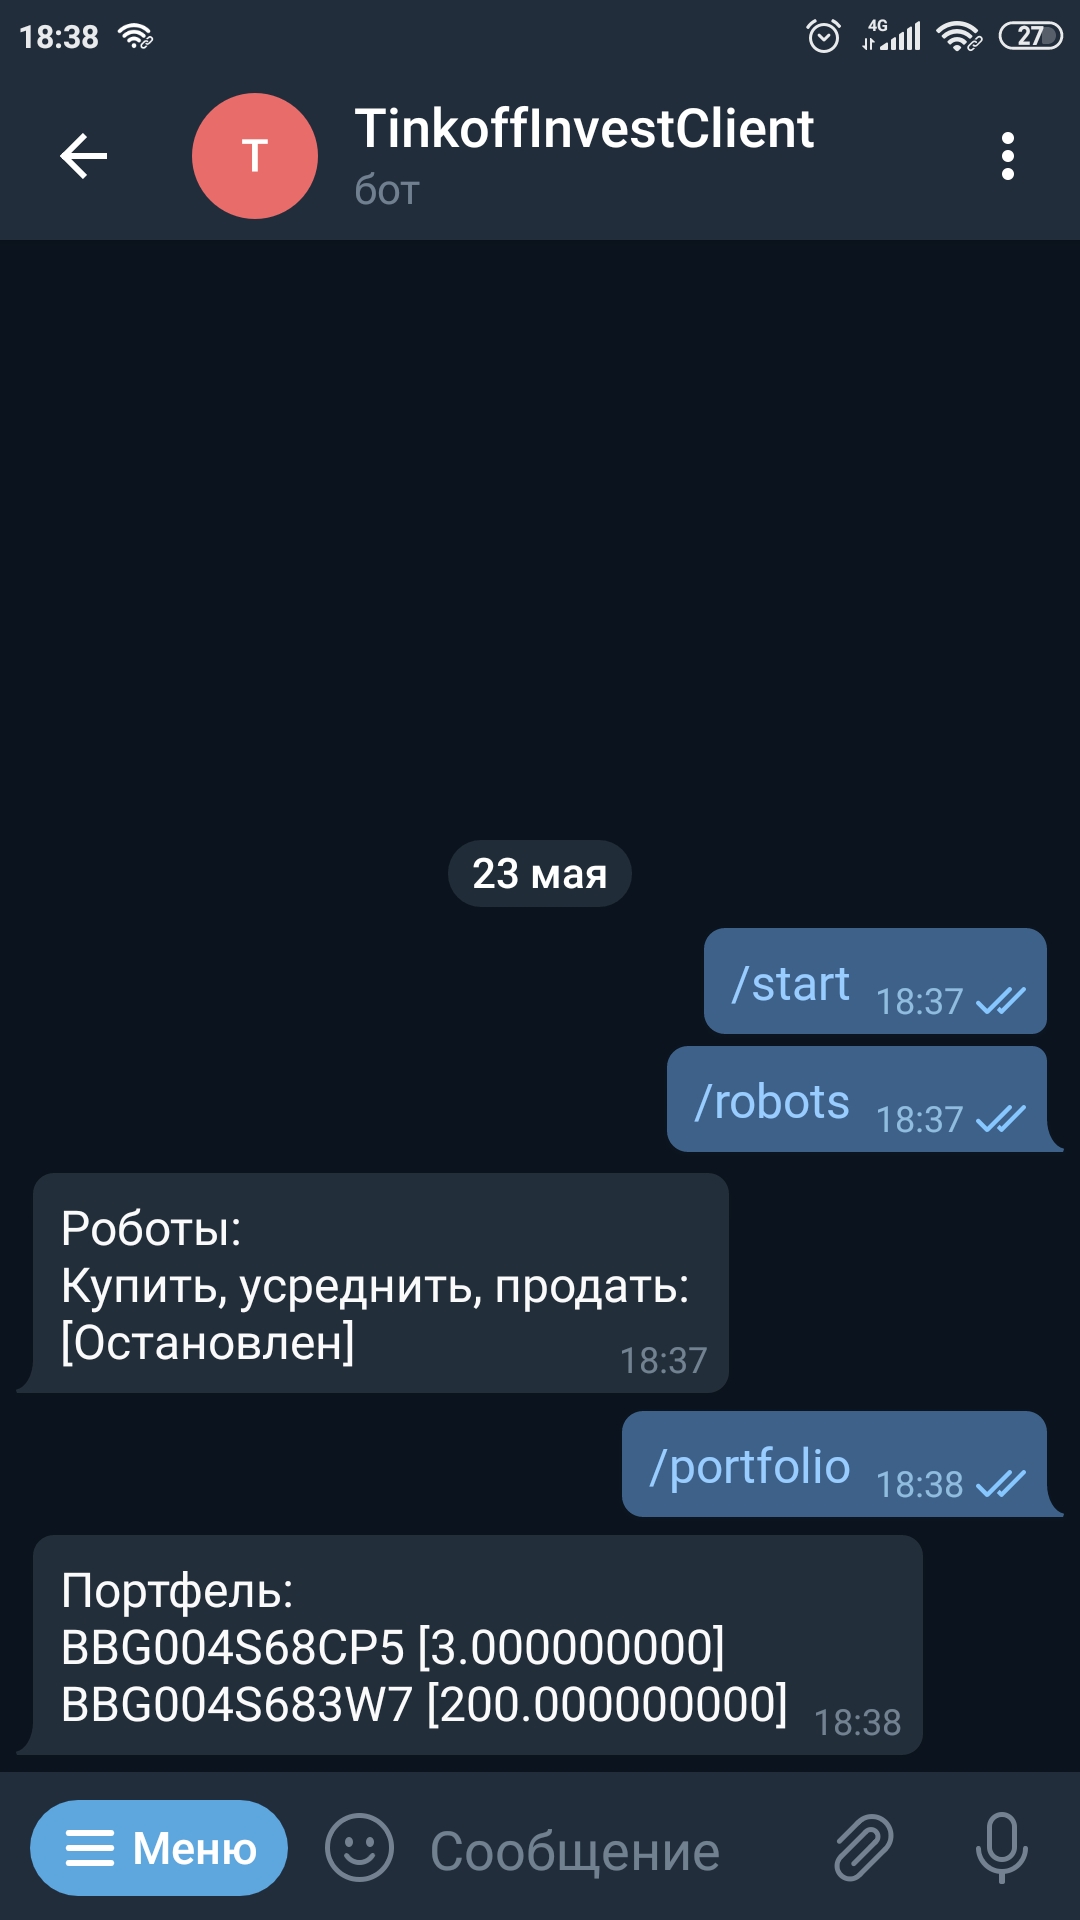 18:38
4G
27
T
TinkoffInvestClient
бот
23 мая
/start 18:37
/robots 18:37
Роботы:
Купить, усреднить, продать:
[Остановлен] 18:37
/portfolio 18:38
Портфель:
BBG004S68CP5 [3.000000000]
BBG004S683W7 [200.000000000] 18:38
Меню
Сообщение